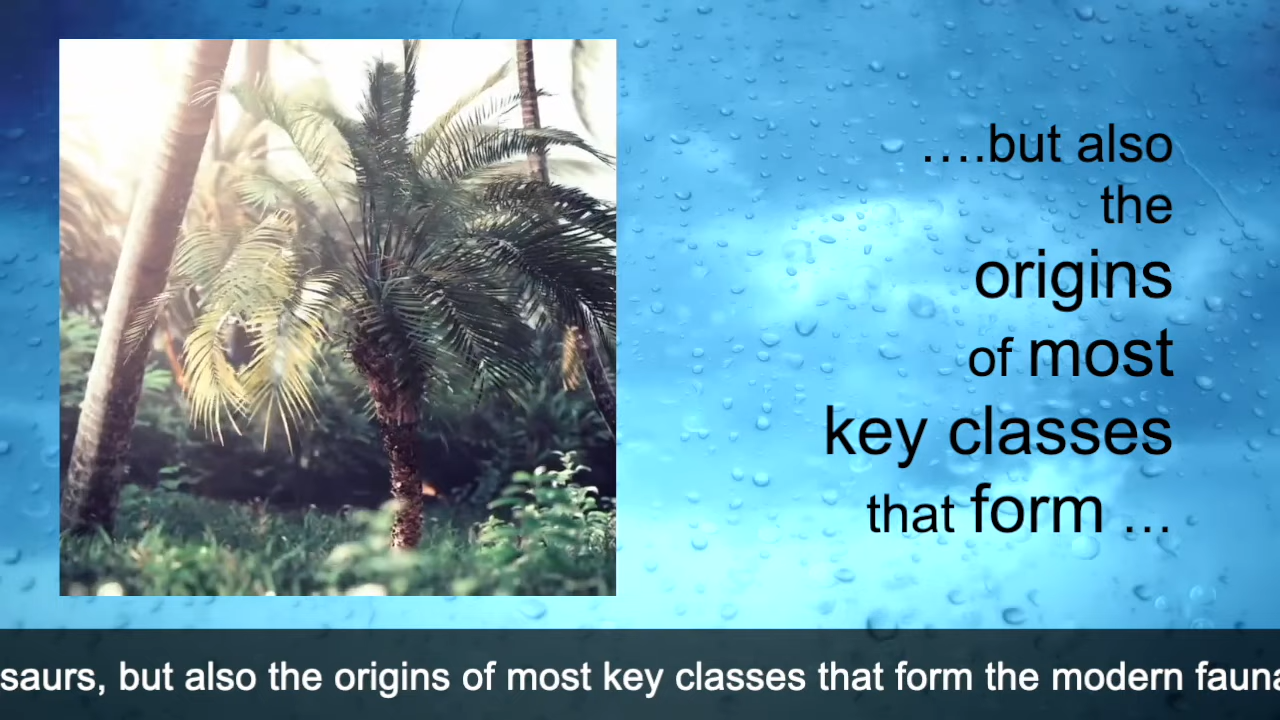 ….but also
the
origins
of most
key classes
that form …
saurs, but also the origins of most key classes that form the modern fauna